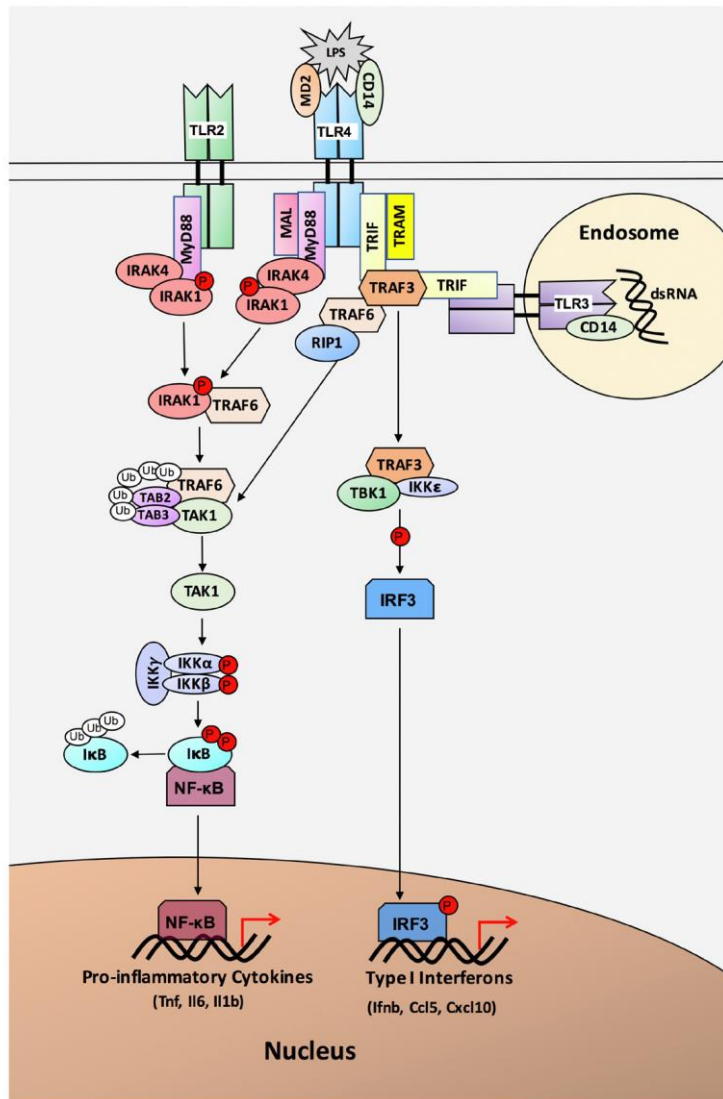 LPS
MD2
CD14
TLR2
TLR4
MyD88
MAL
MyD88
TRIF
TRAM
Endosome
IRAK4
P
IRAK1
IRAK4
P
IRAK1
TRAF3
TRIF
TLR3
dsRNA
CD14
TRAF6
RIP1
P
IRAK1
TRAF6
Ub
Ub
Ub
TRAF6
Ub
TAB2
Ub
TAB3
TAK1
TRAF3
TBK1
IKKε
P
TAK1
IRF3
IKKγ
IKKα
P
IKKβ
P
Ub
Ub
Ub
IκB
P
P
IκB
NF-κB
NF-κB
IRF3
P
Pro-inflammatory Cytokines
(Tnf, Il6, Il1b)
Type I Interferons
(Ifnb, Ccl5, Cxcl10)
Nucleus